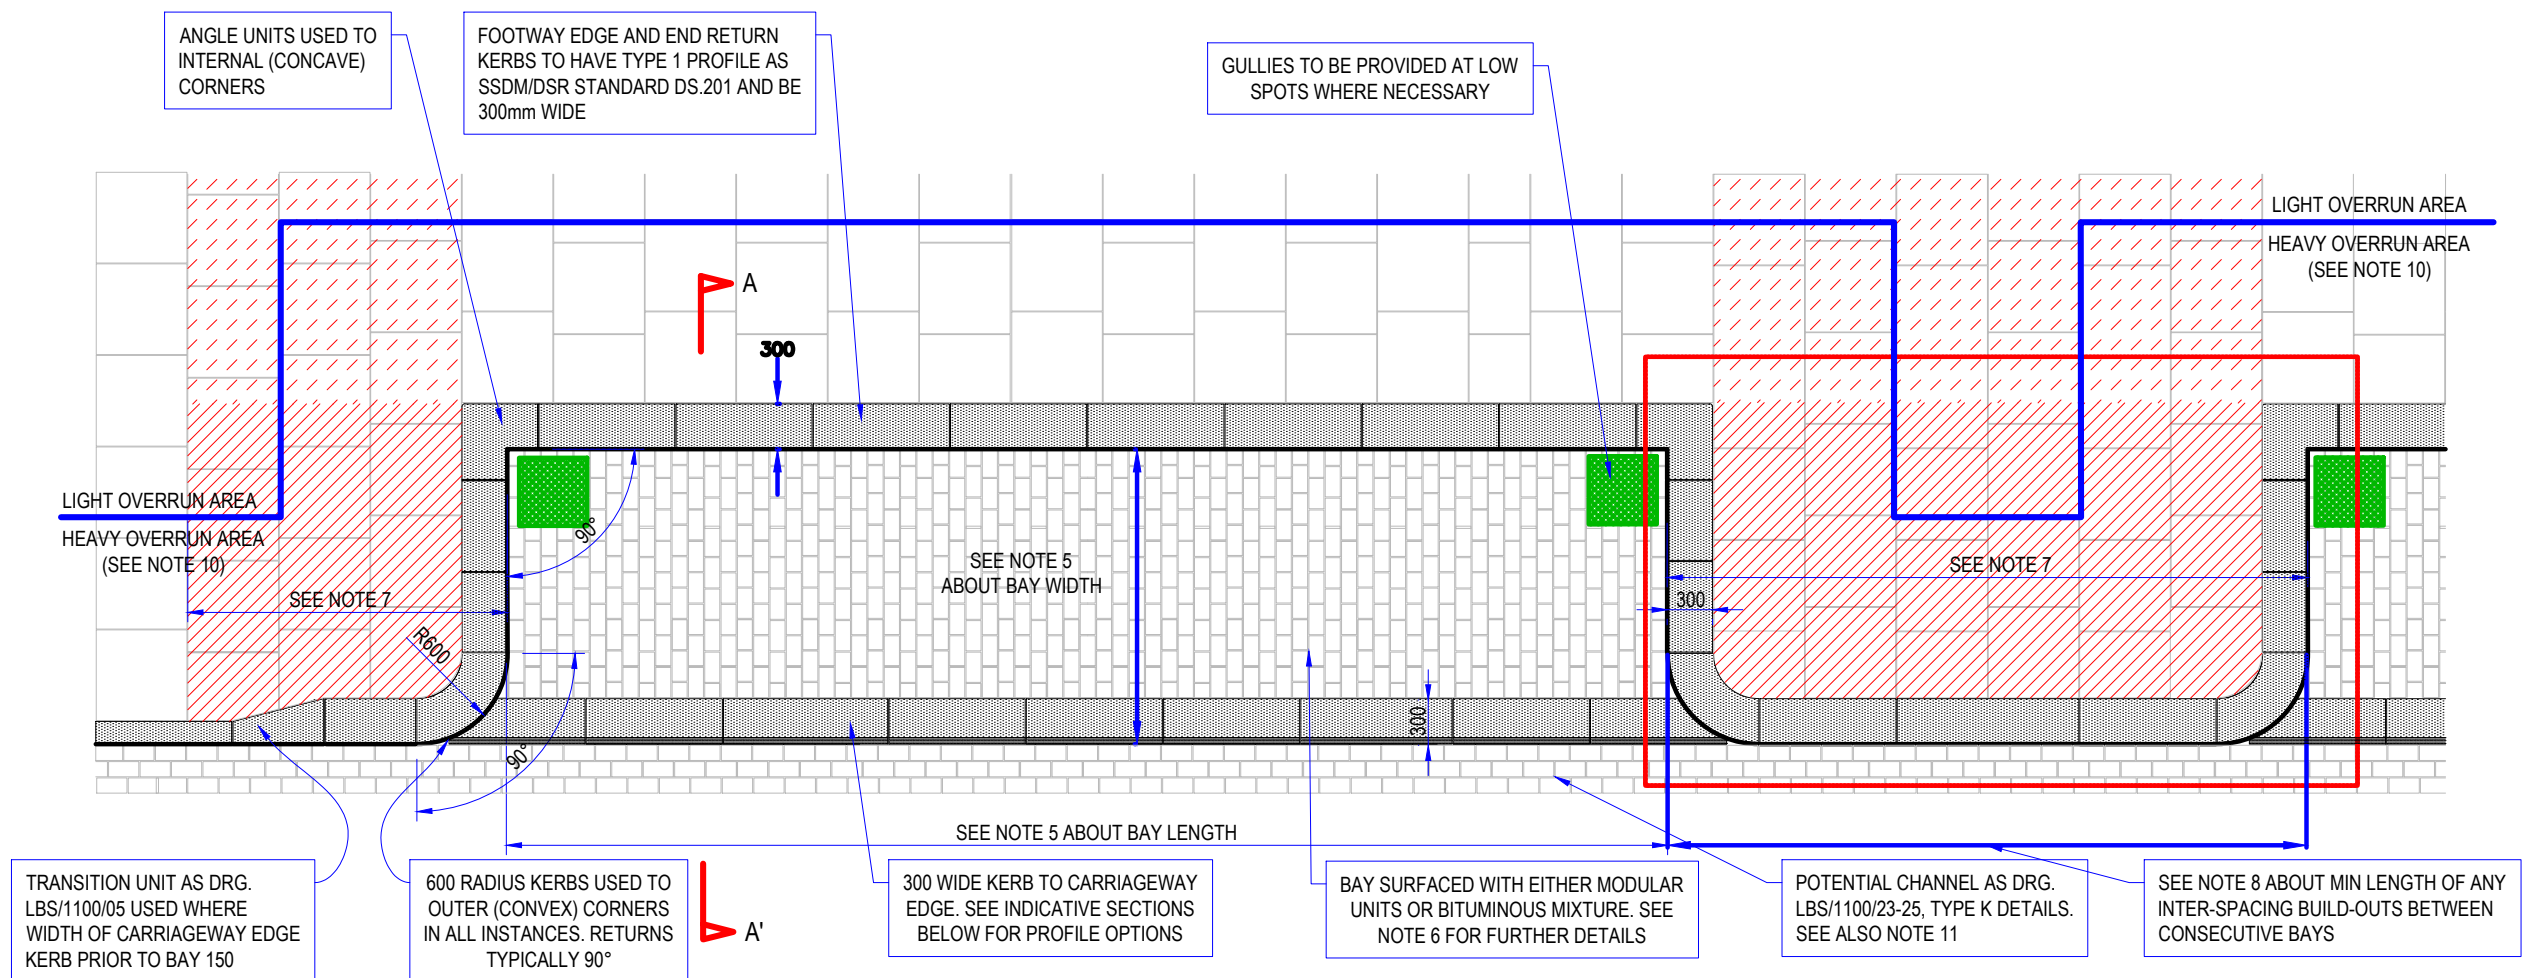 ANGLE UNITS USED TO
INTERNAL (CONCAVE)
CORNERS
FOOTWAY EDGE AND END RETURN
KERBS TO HAVE TYPE 1 PROFILE AS
SSDM/DSR STANDARD DS.201 AND BE
300mm WIDE
GULLIES TO BE PROVIDED AT LOW
SPOTS WHERE NECESSARY
LIGHT OVERRUN AREA
HEAVY OVERRUN AREA
(SEE NOTE 10)
A
300
LIGHT OVERRUN AREA
HEAVY OVERRUN AREA
(SEE NOTE 10)
90°
SEE NOTE 5
ABOUT BAY WIDTH
SEE NOTE 7
SEE NOTE 7
300
R600
300
90°
SEE NOTE 5 ABOUT BAY LENGTH
TRANSITION UNIT AS DRG.
LBS/1100/05 USED WHERE
WIDTH OF CARRIAGEWAY EDGE
KERB PRIOR TO BAY 150
600 RADIUS KERBS USED TO
OUTER (CONVEX) CORNERS
IN ALL INSTANCES. RETURNS
TYPICALLY 90°
A'
300 WIDE KERB TO CARRIAGEWAY
EDGE. SEE INDICATIVE SECTIONS
BELOW FOR PROFILE OPTIONS
BAY SURFACED WITH EITHER MODULAR
UNITS OR BITUMINOUS MIXTURE. SEE
NOTE 6 FOR FURTHER DETAILS
POTENTIAL CHANNEL AS DRG.
LBS/1100/23-25, TYPE K DETAILS.
SEE ALSO NOTE 11
SEE NOTE 8 ABOUT MIN LENGTH OF ANY
INTER-SPACING BUILD-OUTS BETWEEN
CONSECUTIVE BAYS